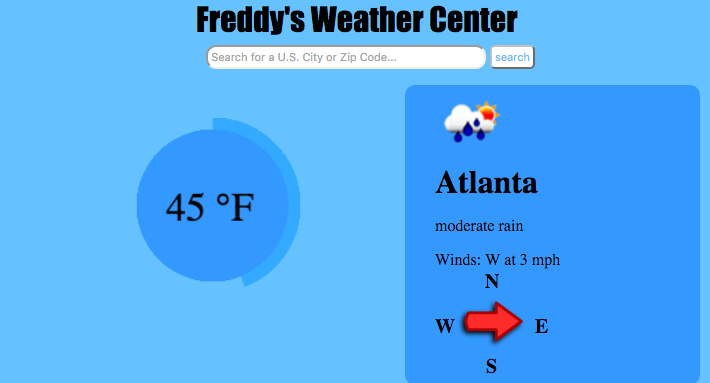 Freddy's Weather Center
Search for a U.S. City or Zip Code...
search
45 °F
Atlanta
moderate rain
Winds: W at 3 mph
N
W E
S